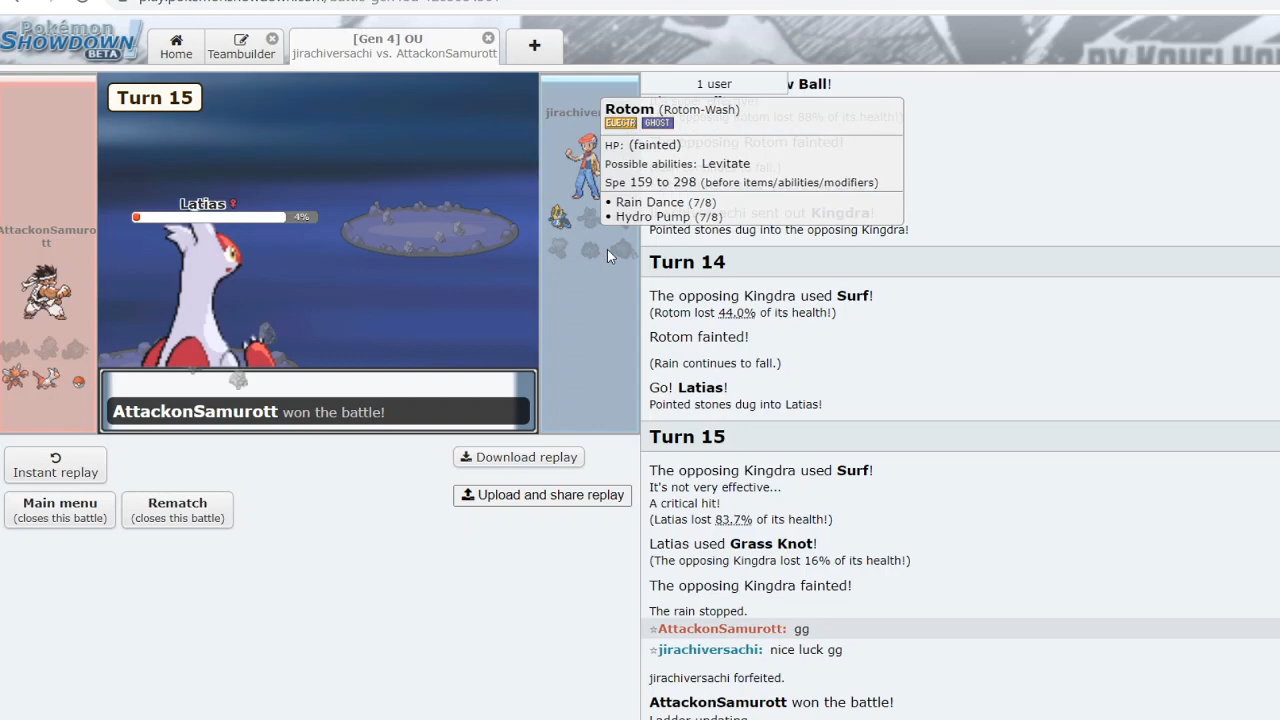 Pokémon
SHOWDOWN
BETA
Home
Teambuilder
[Gen 4] OU
jirachiversachi vs. AttackonSamurott
+
Turn 15
Latias ♀
4%
AttackonSamuro
tt
jirachiver
AttackonSamurott won the battle!
Instant replay
Download replay
Upload and share replay
Main menu
(closes this battle)
Rematch
(closes this battle)
1 user
Rotom (Rotom-Wash)
ELECTR GHOST
HP: (fainted)
Possible abilities: Levitate
Spe 159 to 298 (before items/abilities/modifiers)
• Rain Dance (7/8)
• Hydro Pump (7/8)
w Ball!
Pointed stones dug into the opposing Kingdra!
Turn 14
The opposing Kingdra used Surf!
(Rotom lost 44.0% of its health!)
Rotom fainted!
(Rain continues to fall.)
Go! Latias!
Pointed stones dug into Latias!
Turn 15
The opposing Kingdra used Surf!
It's not very effective...
A critical hit!
(Latias lost 83.7% of its health!)
Latias used Grass Knot!
(The opposing Kingdra lost 16% of its health!)
The opposing Kingdra fainted!
The rain stopped.
☆AttackonSamurott: gg
☆jirachiversachi: nice luck gg
jirachiversachi forfeited.
AttackonSamurott won the battle!
Ladder updating